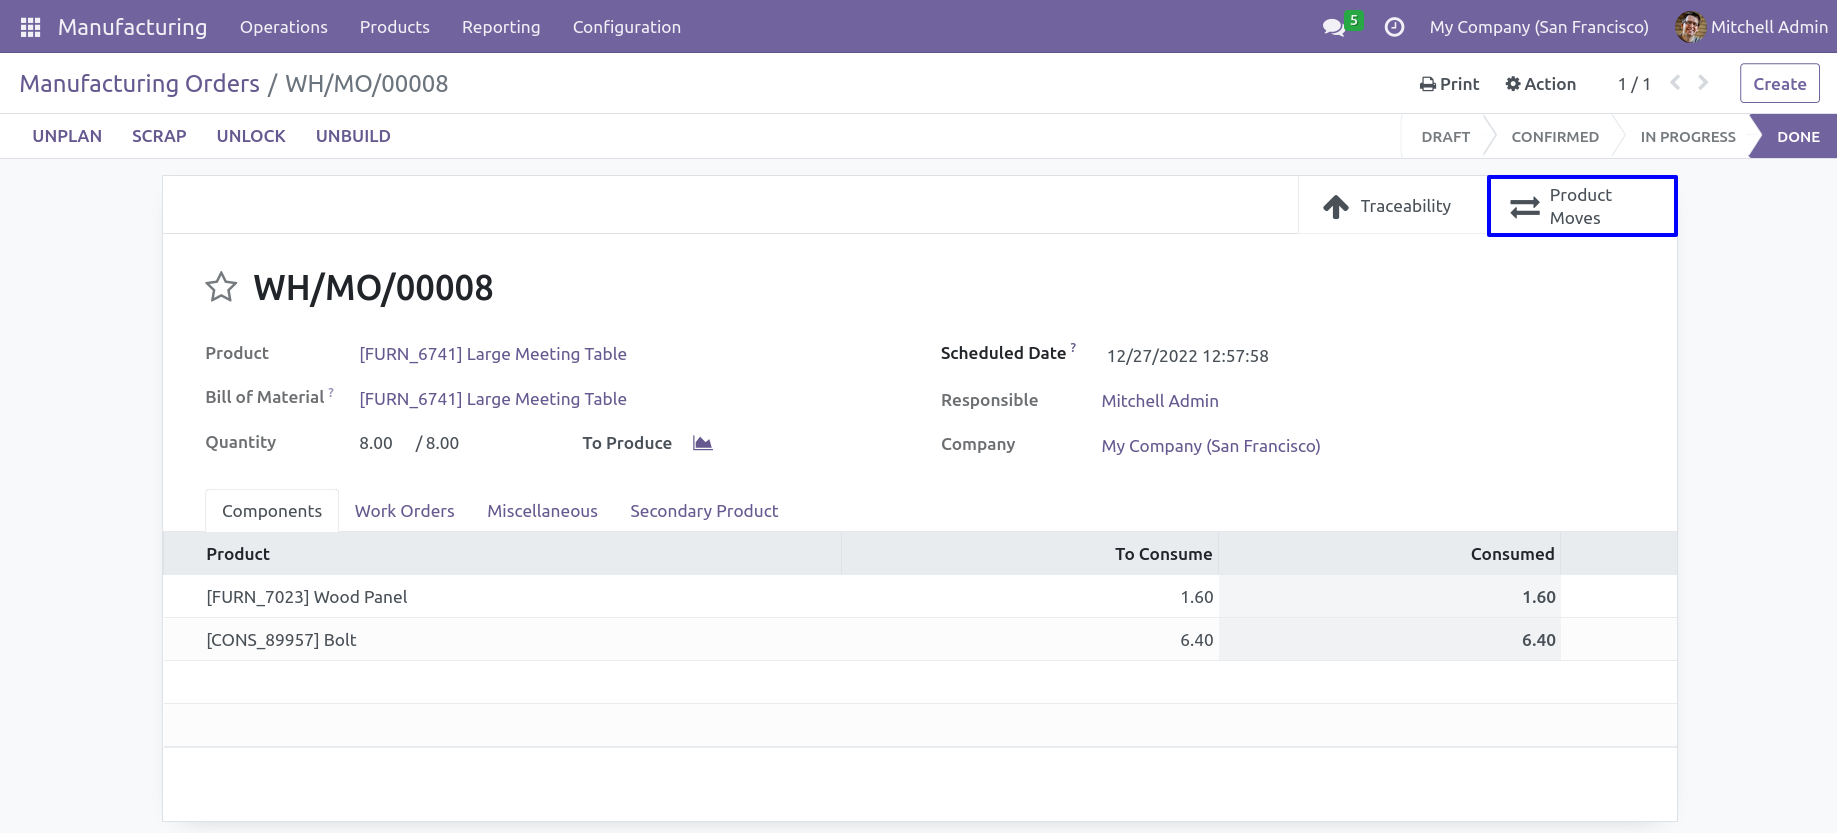 Manufacturing Operations Products Reporting Configuration 5 My Company (San Francisco) Mitchell Admin
Manufacturing Orders / WH/MO/00008 Print Action 1 / 1 Create
UNPLAN SCRAP UNLOCK UNBUILD DRAFT CONFIRMED IN PROGRESS DONE
Traceability Product
Moves
WH/MO/00008
Product [FURN_6741] Large Meeting Table Scheduled Date ? 12/27/2022 12:57:58
Bill of Material ? [FURN_6741] Large Meeting Table Responsible Mitchell Admin
Quantity 8.00 / 8.00 To Produce Company My Company (San Francisco)
Components Work Orders Miscellaneous Secondary Product
Product To Consume Consumed
[FURN_7023] Wood Panel 1.60 1.60
[CONS_89957] Bolt 6.40 6.40